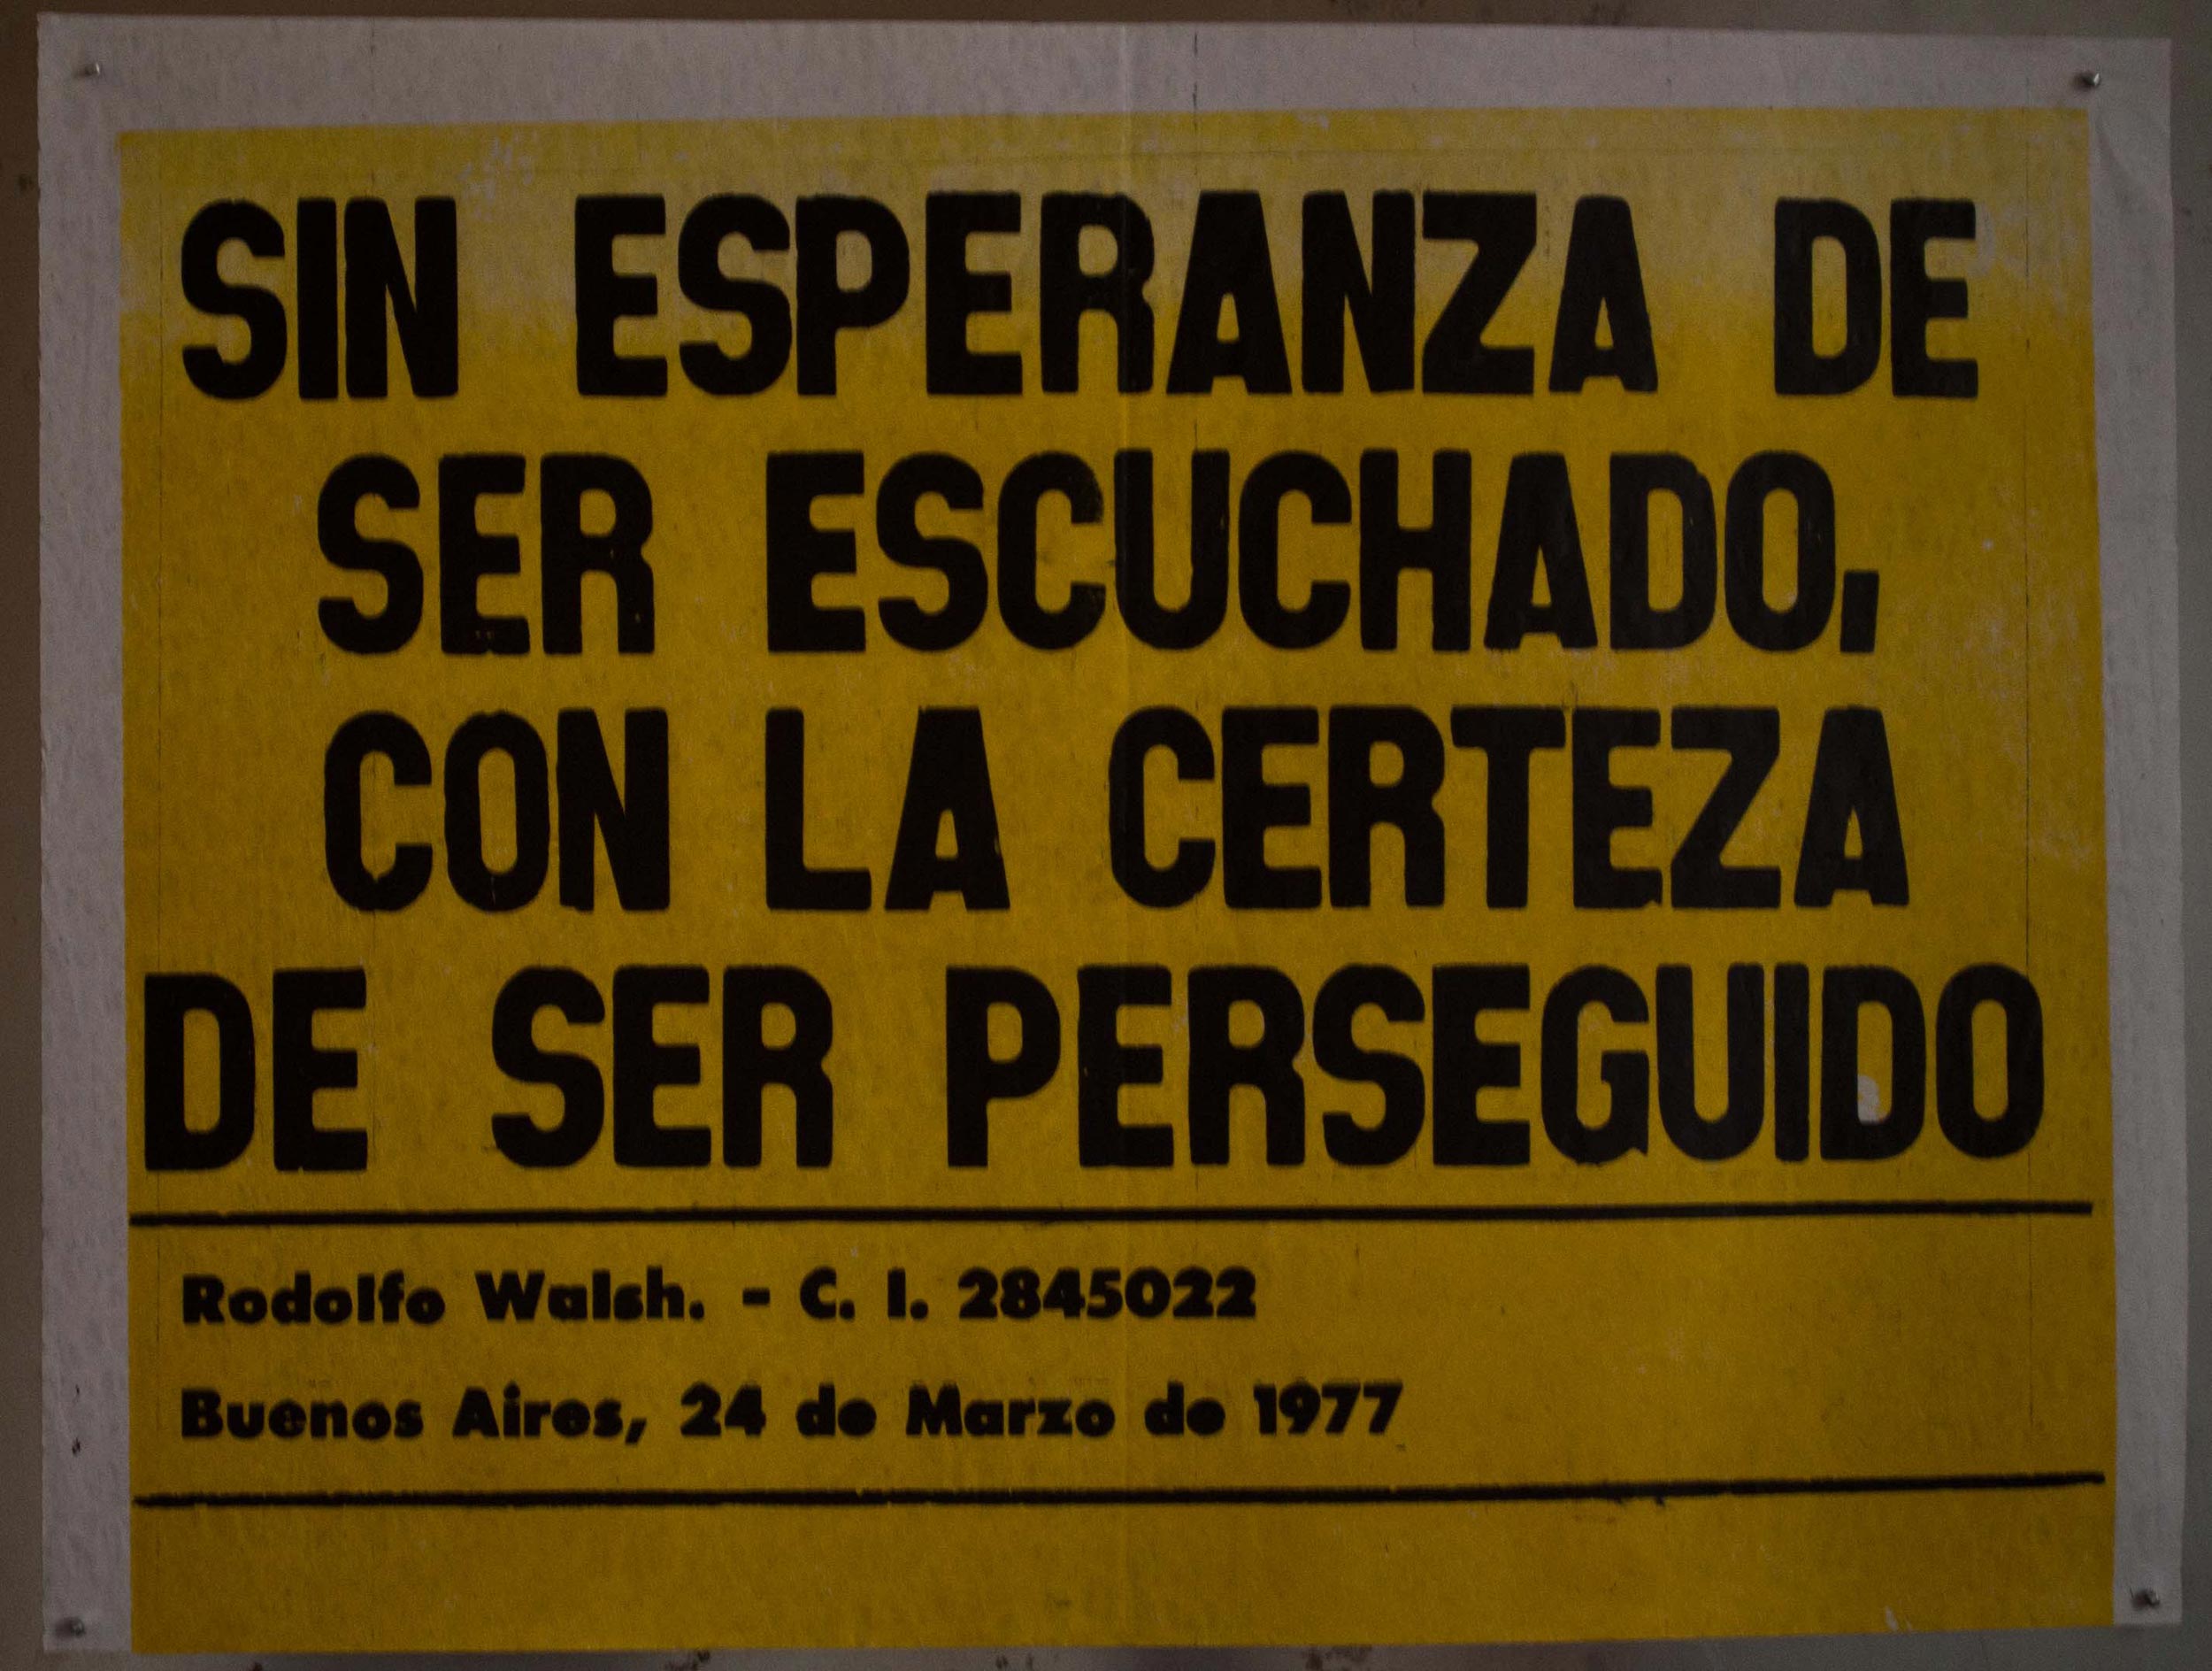 SIN ESPERANZA DE
SER ESCUCHADO,
CON LA CERTEZA
DE SER PERSEGUIDO
Rodolfo Walsh. - C. I. 2845022
Buenos Aires, 24 de Marzo de 1977